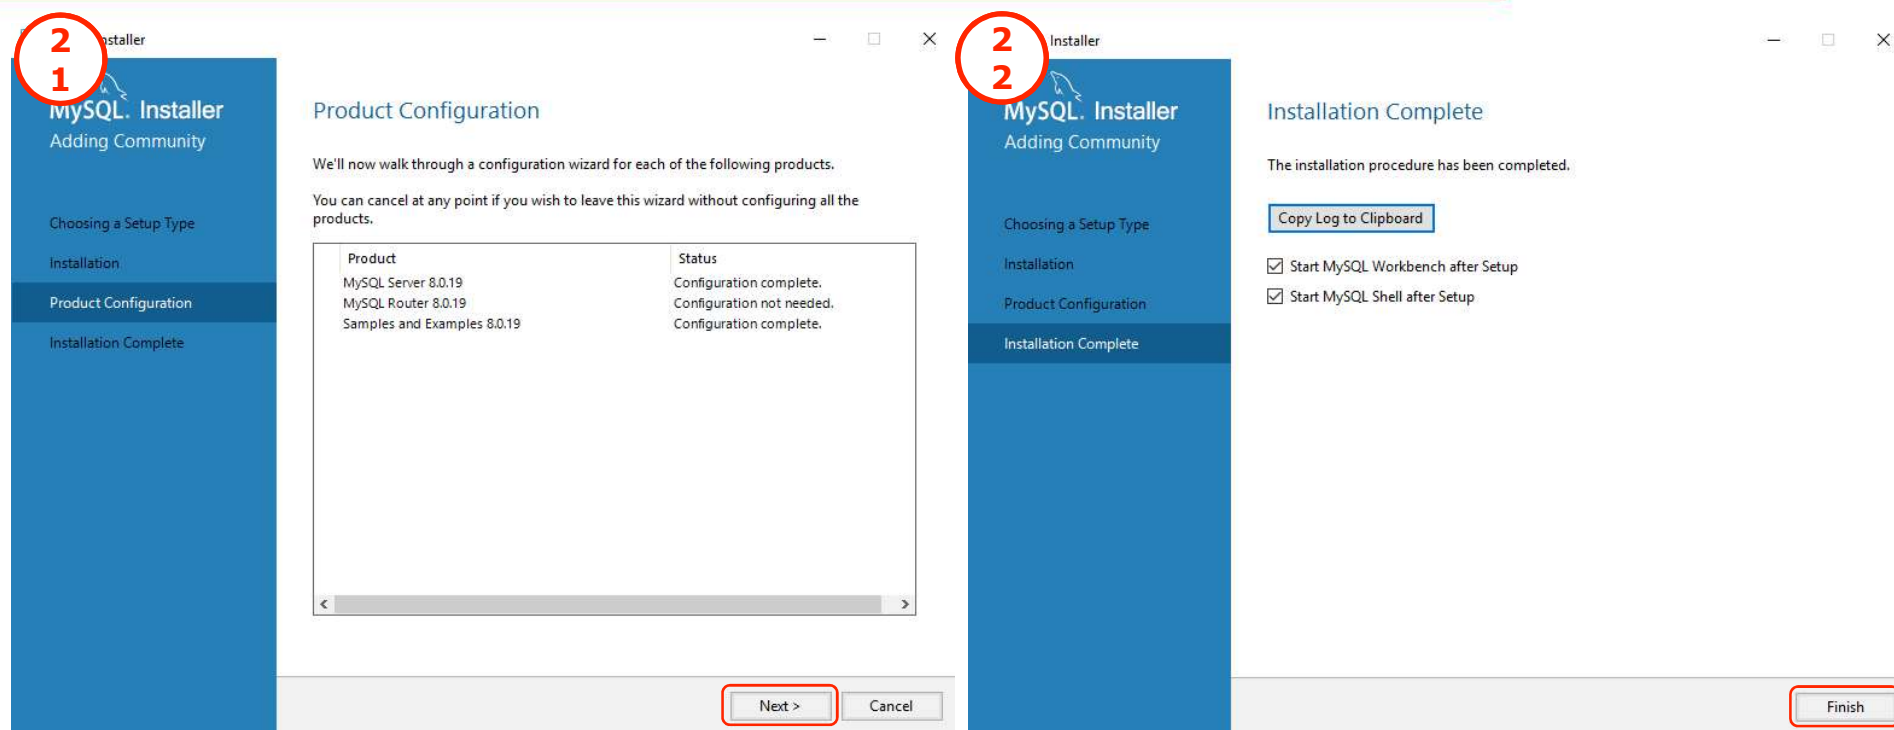 2
1
Installer
MySQL. Installer
Adding Community
Choosing a Setup Type
Installation
Product Configuration
Installation Complete
Product Configuration
We'll now walk through a configuration wizard for each of the following products.
You can cancel at any point if you wish to leave this wizard without configuring all the
products.
Product Status
MySQL Server 8.0.19 Configuration complete.
MySQL Router 8.0.19 Configuration not needed.
Samples and Examples 8.0.19 Configuration complete.
Next >
Cancel
2
2
Installer
MySQL. Installer
Adding Community
Choosing a Setup Type
Installation
Product Configuration
Installation Complete
Installation Complete
The installation procedure has been completed.
Copy Log to Clipboard
Start MySQL Workbench after Setup
Start MySQL Shell after Setup
Finish